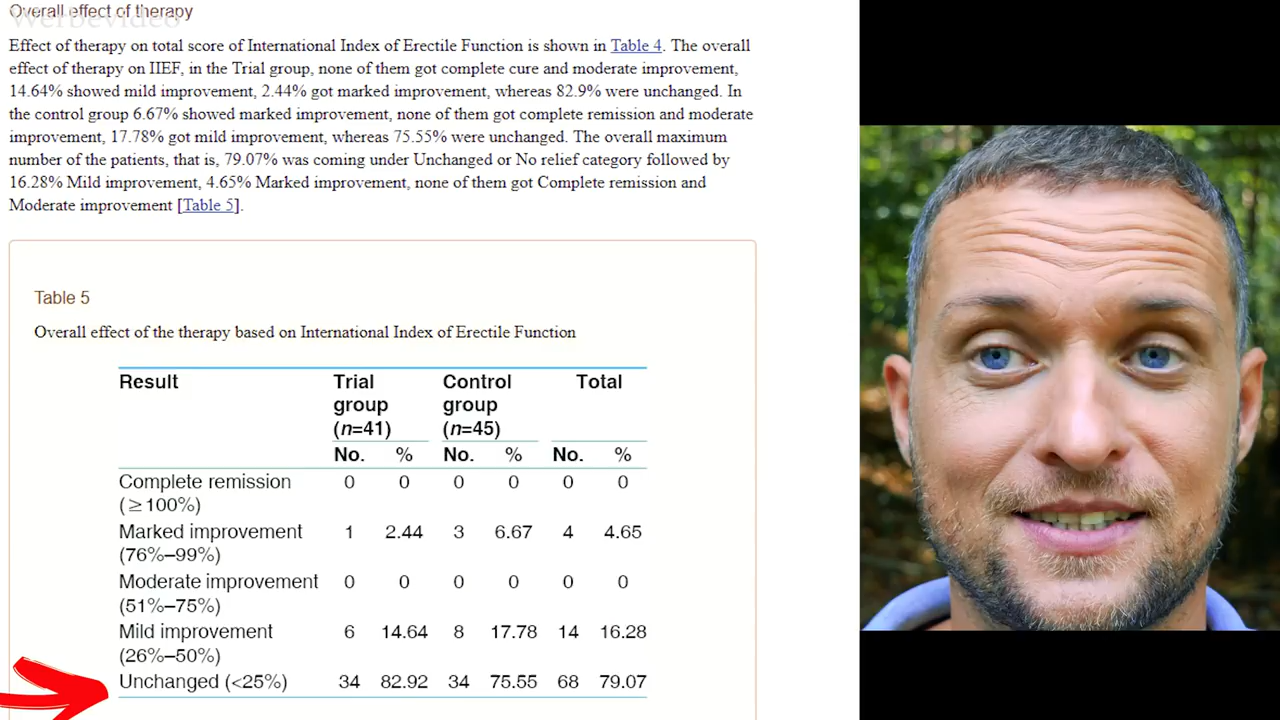 Overall effect of therapy
Werbevideo
Effect of therapy on total score of International Index of Erectile Function is shown in Table 4. The overall
effect of therapy on IIEF, in the Trial group, none of them got complete cure and moderate improvement,
14.64% showed mild improvement, 2.44% got marked improvement, whereas 82.9% were unchanged. In
the control group 6.67% showed marked improvement, none of them got complete remission and moderate
improvement, 17.78% got mild improvement, whereas 75.55% were unchanged. The overall maximum
number of the patients, that is, 79.07% was coming under Unchanged or No relief category followed by
16.28% Mild improvement, 4.65% Marked improvement, none of them got Complete remission and
Moderate improvement [Table 5].
Table 5
Overall effect of the therapy based on International Index of Erectile Function
Result Trial Control Total
group group
(n=41) (n=45)
No. % No. % No. %
Complete remission 0 0 0 0 0 0
(≥100%)
Marked improvement 1 2.44 3 6.67 4 4.65
(76%–99%)
Moderate improvement 0 0 0 0 0 0
(51%–75%)
Mild improvement 6 14.64 8 17.78 14 16.28
(26%–50%)
Unchanged (<25%) 34 82.92 34 75.55 68 79.07